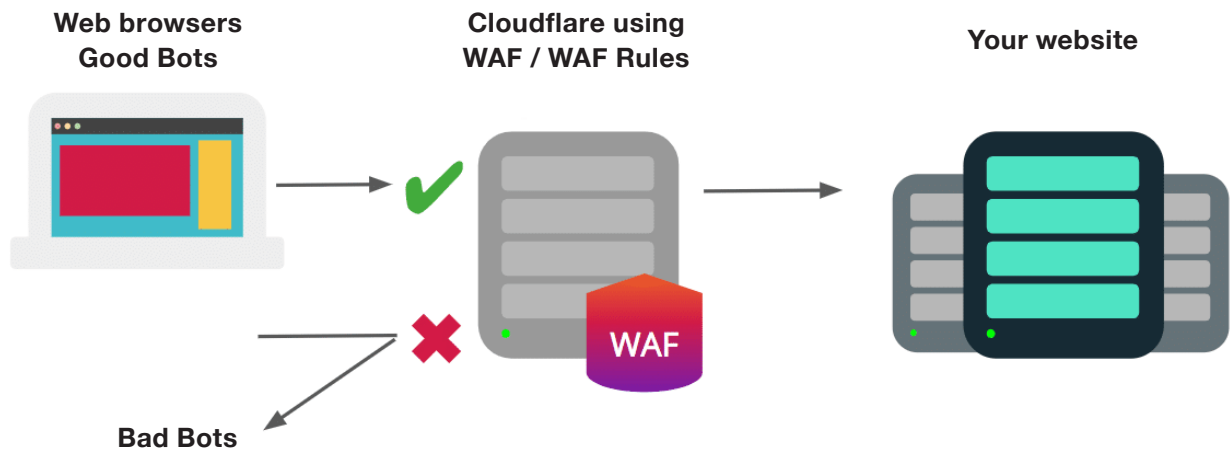 Web browsers
Good Bots
Cloudflare using
WAF / WAF Rules
Your website
WAF
Bad Bots